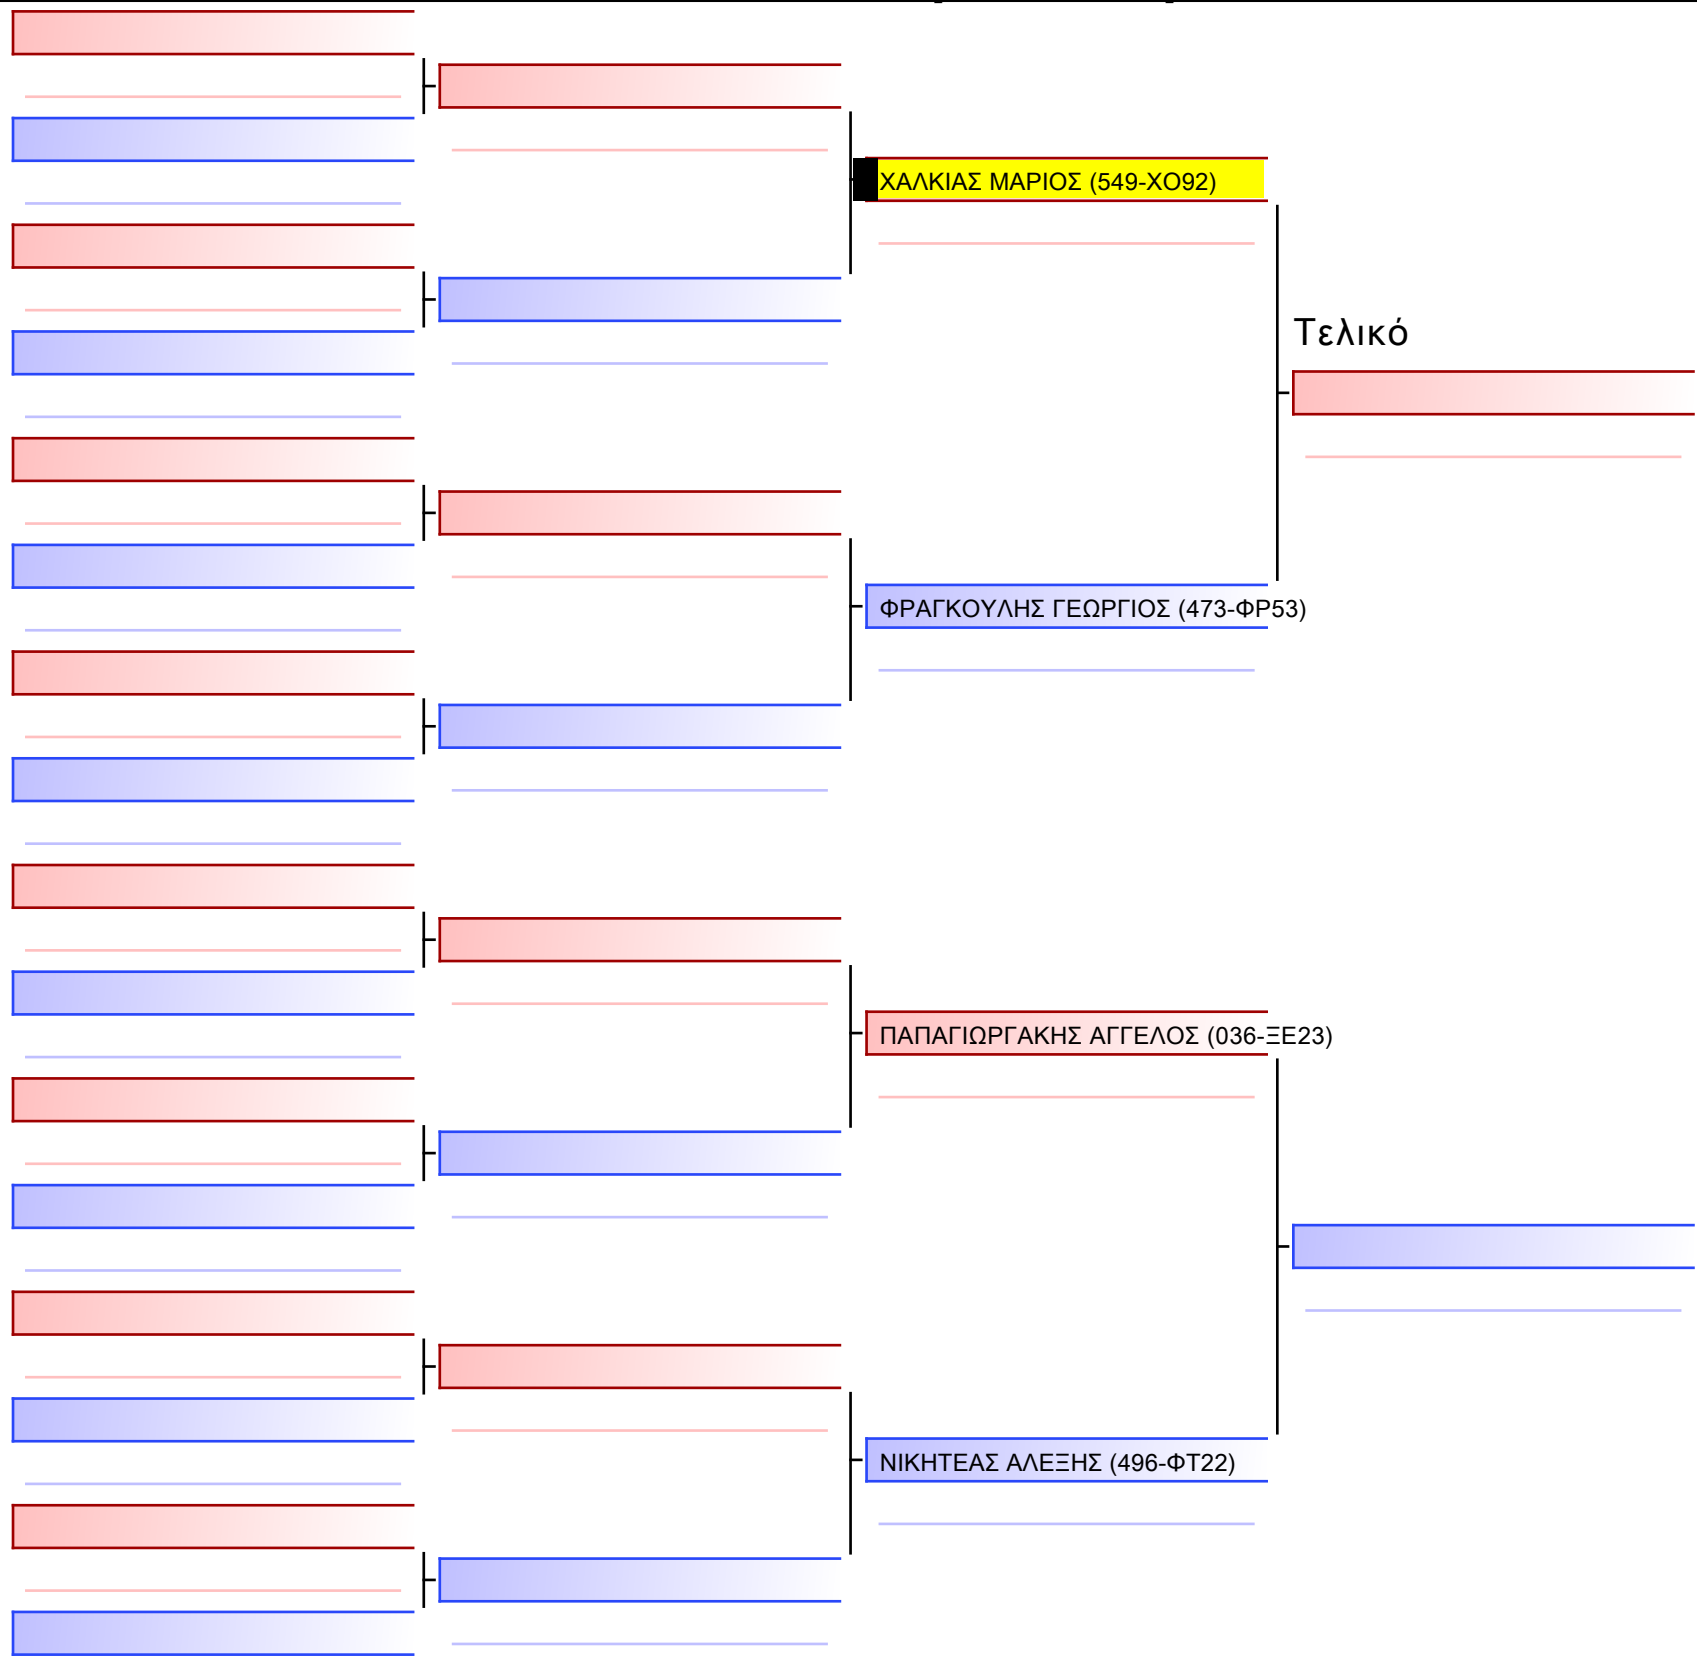 ΧΑΛΚΙΑΣ ΜΑΡΙΟΣ (549-ΧΟ92)
Τελικό
ΦΡΑΓΚΟΥΛΗΣ ΓΕΩΡΓΙΟΣ (473-ΦΡ53)
ΠΑΠΑΓΙΩΡΓΑΚΗΣ ΑΓΓΕΛΟΣ (036-ΞΕ23)
ΝΙΚΗΤΕΑΣ ΑΛΕΞΗΣ (496-ΦΤ22)